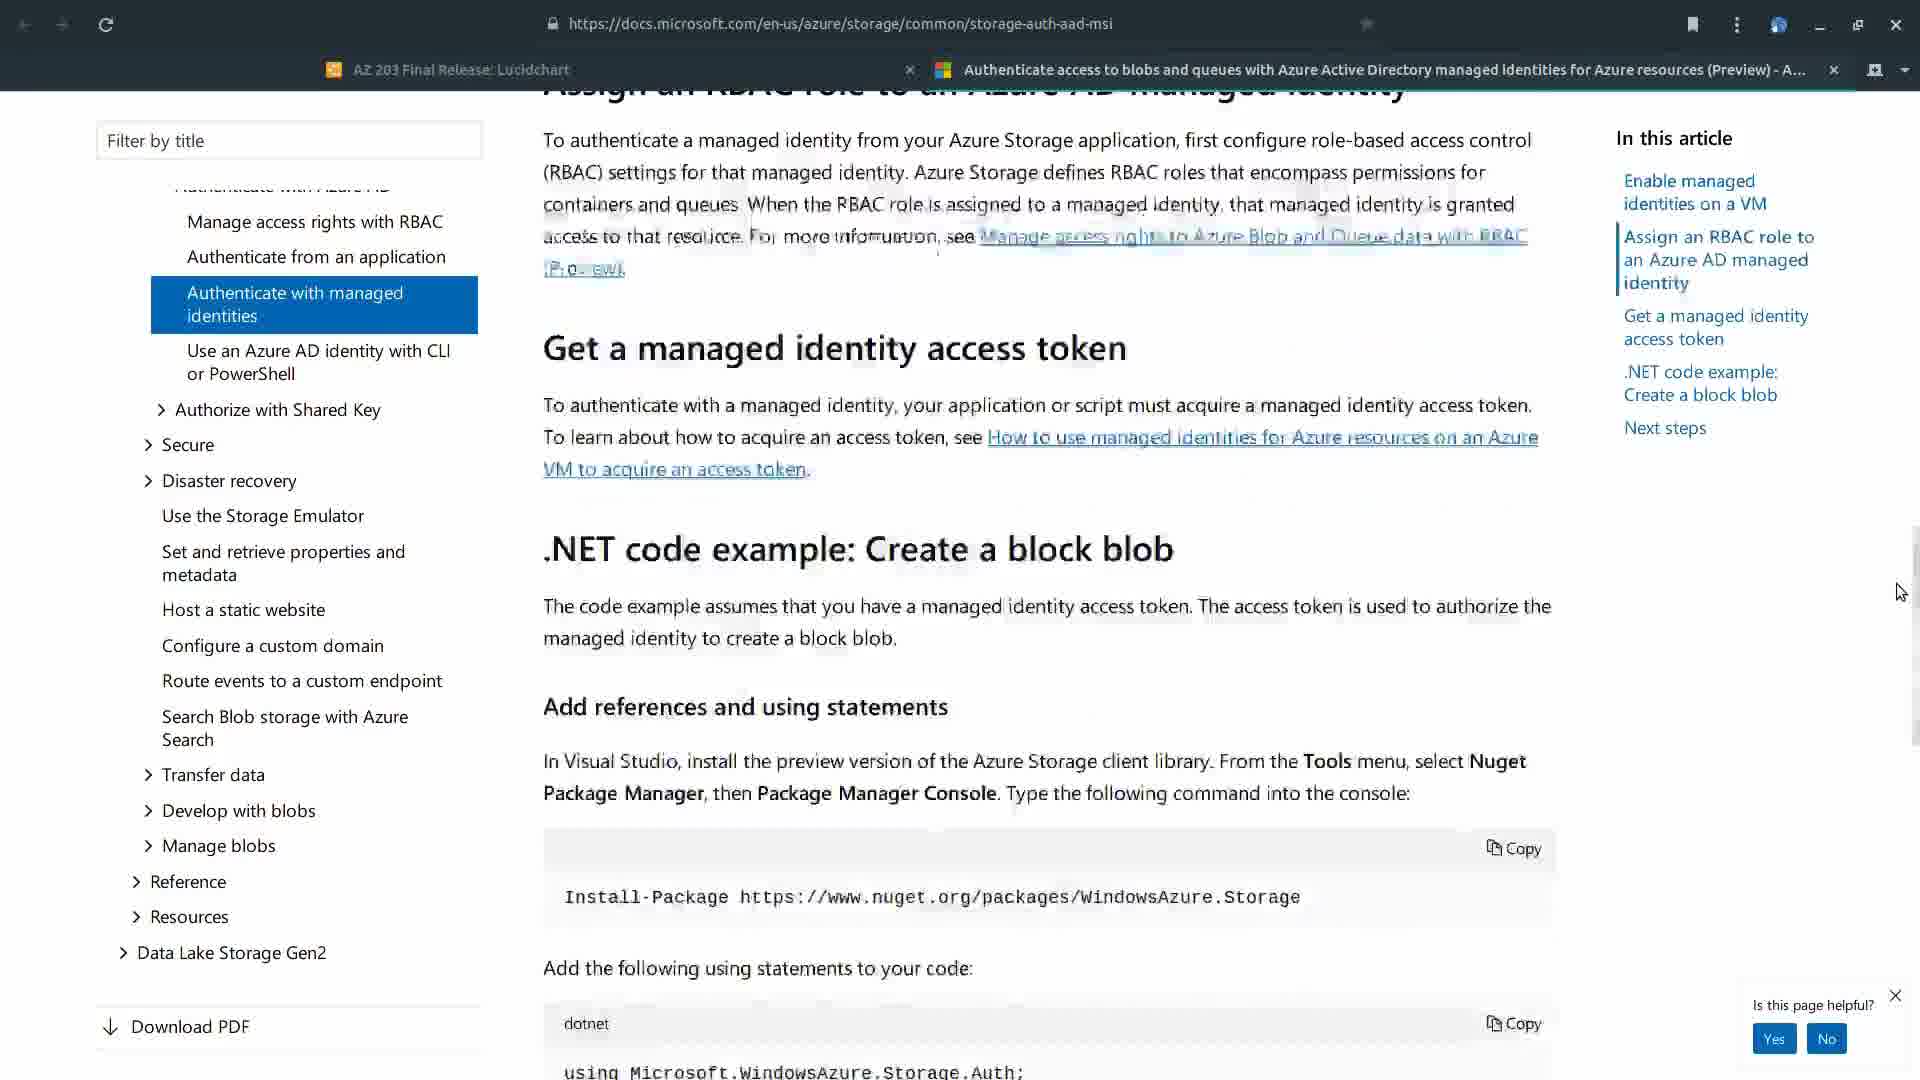 https://docs.microsoft.com/en-us/azure/storage/common/storage-auth-aad-msi
AZ 203 Final Release: Lucidchart
Authenticate access to blobs and queues with Azure Active Directory managed identities for Azure resources (Preview) - A...
Filter by title
Authenticate with Azure AD
Manage access rights with RBAC
Authenticate from an application
Authenticate with managed
identities
Use an Azure AD identity with CLI
or PowerShell
Authorize with Shared Key
Secure
Disaster recovery
Use the Storage Emulator
Set and retrieve properties and
metadata
Host a static website
Configure a custom domain
Route events to a custom endpoint
Search Blob storage with Azure
Search
Transfer data
Develop with blobs
Manage blobs
Reference
Resources
Data Lake Storage Gen2
Download PDF
Assign an RBAC role to an Azure AD managed identity
To authenticate a managed identity from your Azure Storage application, first configure role-based access control
(RBAC) settings for that managed identity. Azure Storage defines RBAC roles that encompass permissions for
containers and queues. When the RBAC role is assigned to a managed identity, that managed identity is granted
access to that resource. For more information, see Manage access rights to Azure Blob and Queue data with RBAC
(Preview).
Get a managed identity access token
To authenticate with a managed identity, your application or script must acquire a managed identity access token.
To learn about how to acquire an access token, see How to use managed identities for Azure resources on an Azure
VM to acquire an access token.
.NET code example: Create a block blob
The code example assumes that you have a managed identity access token. The access token is used to authorize the
managed identity to create a block blob.
Add references and using statements
In Visual Studio, install the preview version of the Azure Storage client library. From the Tools menu, select Nuget
Package Manager, then Package Manager Console. Type the following command into the console:
Copy
Install-Package https://www.nuget.org/packages/WindowsAzure.Storage
Add the following using statements to your code:
dotnet
Copy
using Microsoft.WindowsAzure.Storage.Auth;
In this article
Enable managed
identities on a VM
Assign an RBAC role to
an Azure AD managed
identity
Get a managed identity
access token
.NET code example:
Create a block blob
Next steps
Is this page helpful?
Yes
No